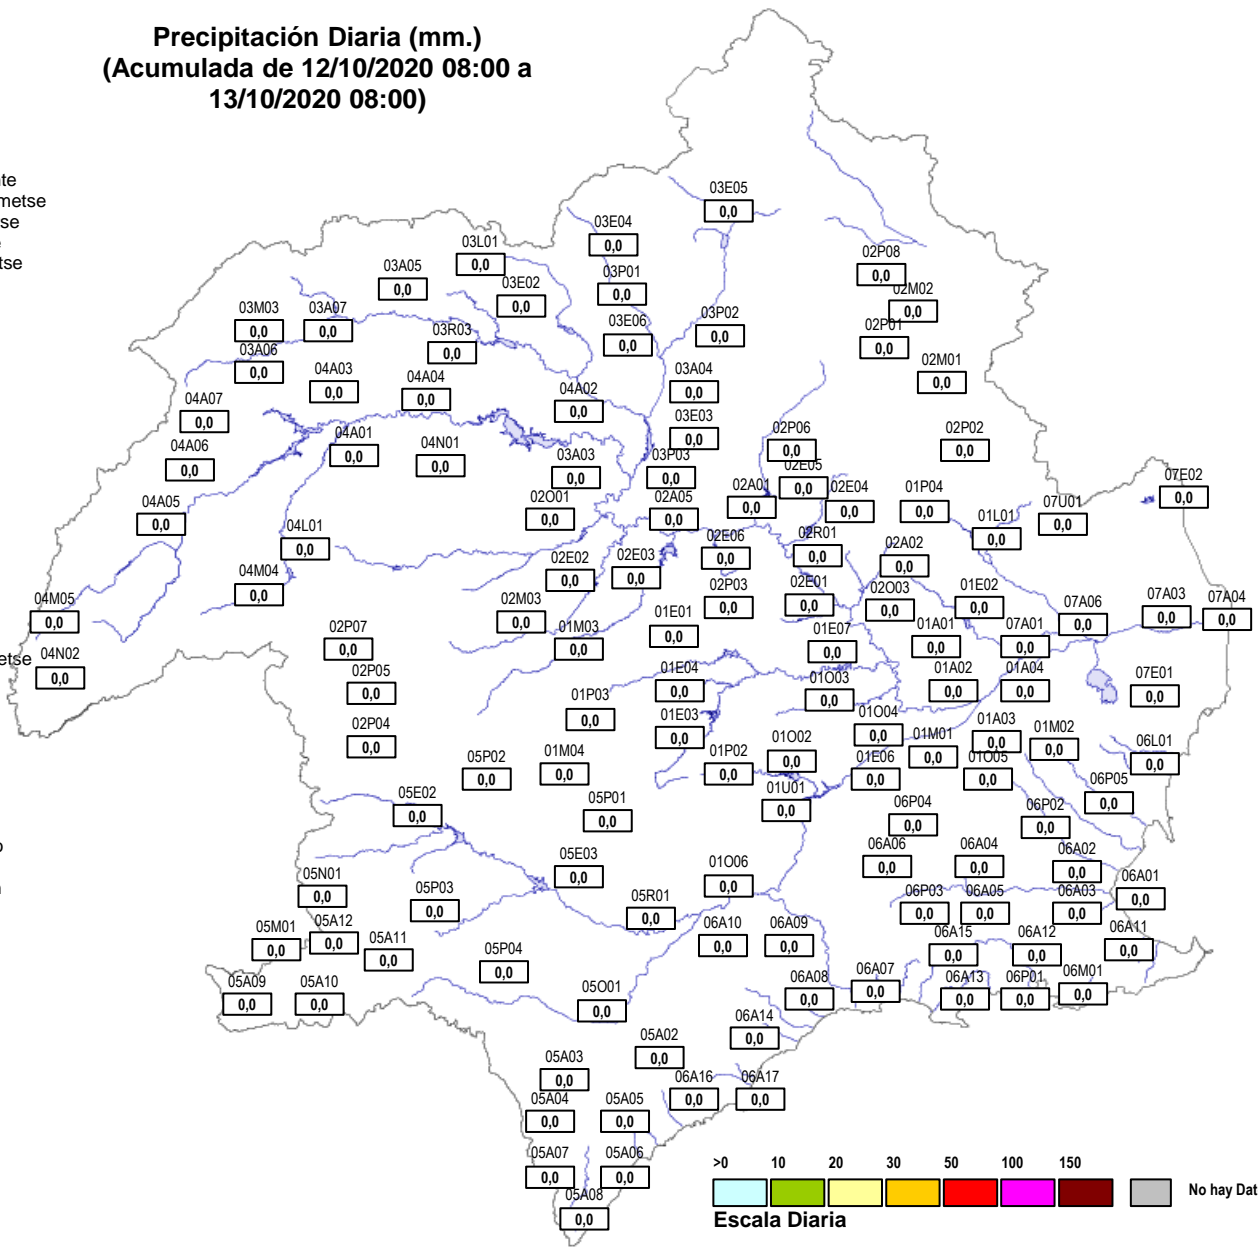 Precipitación Diaria (mm.)
(Acumulada de 12/10/2020 08:00 a
13/10/2020 08:00)
te
metse
se
tse
etse
03E05
0,0
03E04
0,0
03L01
0,0
02P08
0,0
03A05
0,0
03P01
0,0
03E02
0,0
02M02
0,0
03M03
0,0
03A07
0,0
03P02
0,0
03E06
0,0
03R03
0,0
02P01
0,0
03A06
0,0
02M01
0,0
04A03
0,0
04A04
0,0
03A04
0,0
04A02
0,0
04A07
0,0
03E03
0,0
02P06
0,0
02P02
0,0
04A01
0,0
04N01
0,0
04A06
0,0
03A03
0,0
03P03
0,0
02E05
0,0
07E02
0,0
02A01
0,0
02E04
0,0
01P04
0,0
04A05
0,0
02O01
0,0
02A05
0,0
07U01
0,0
01L01
0,0
04L01
0,0
02E06
0,0
02R01
0,0
02A02
0,0
02E02
0,0
02E03
0,0
04M04
0,0
02P03
0,0
02E01
0,0
02O03
0,0
01E02
0,0
04M05
0,0
02M03
0,0
07A06
0,0
07A03
0,0
07A04
0,0
01E01
0,0
02P07
0,0
01M03
0,0
01E07
0,0
01A01
0,0
07A01
0,0
04N02
0,0
02P05
0,0
01E04
0,0
01O03
0,0
01A02
0,0
01A04
0,0
07E01
0,0
01P03
0,0
01E03
0,0
02P04
0,0
01O04
0,0
01A03
0,0
01M02
0,0
01M01
0,0
05P02
0,0
01M04
0,0
01P02
0,0
01O02
0,0
01E06
0,0
01O05
0,0
06L01
0,0
05E02
0,0
05P01
0,0
01U01
0,0
06P04
0,0
06P02
0,0
06P05
0,0
05E03
0,0
01O06
0,0
06A06
0,0
06A04
0,0
06A02
0,0
05N01
0,0
05P03
0,0
05R01
0,0
06P03
0,0
06A05
0,0
06A03
0,0
06A01
0,0
05M01
0,0
05A12
0,0
05A11
0,0
05P04
0,0
06A10
0,0
06A09
0,0
06A15
0,0
06A12
0,0
06A11
0,0
05A09
0,0
05A10
0,0
05O01
0,0
06A08
0,0
06A07
0,0
06A13
0,0
06P01
0,0
06M01
0,0
06A14
0,0
05A02
0,0
05A03
0,0
06A16
0,0
06A17
0,0
05A04
0,0
05A05
0,0
05A07
0,0
05A06
0,0
05A08
0,0
>0 10 20 30 50 100 150
No hay Dat
Escala Diaria